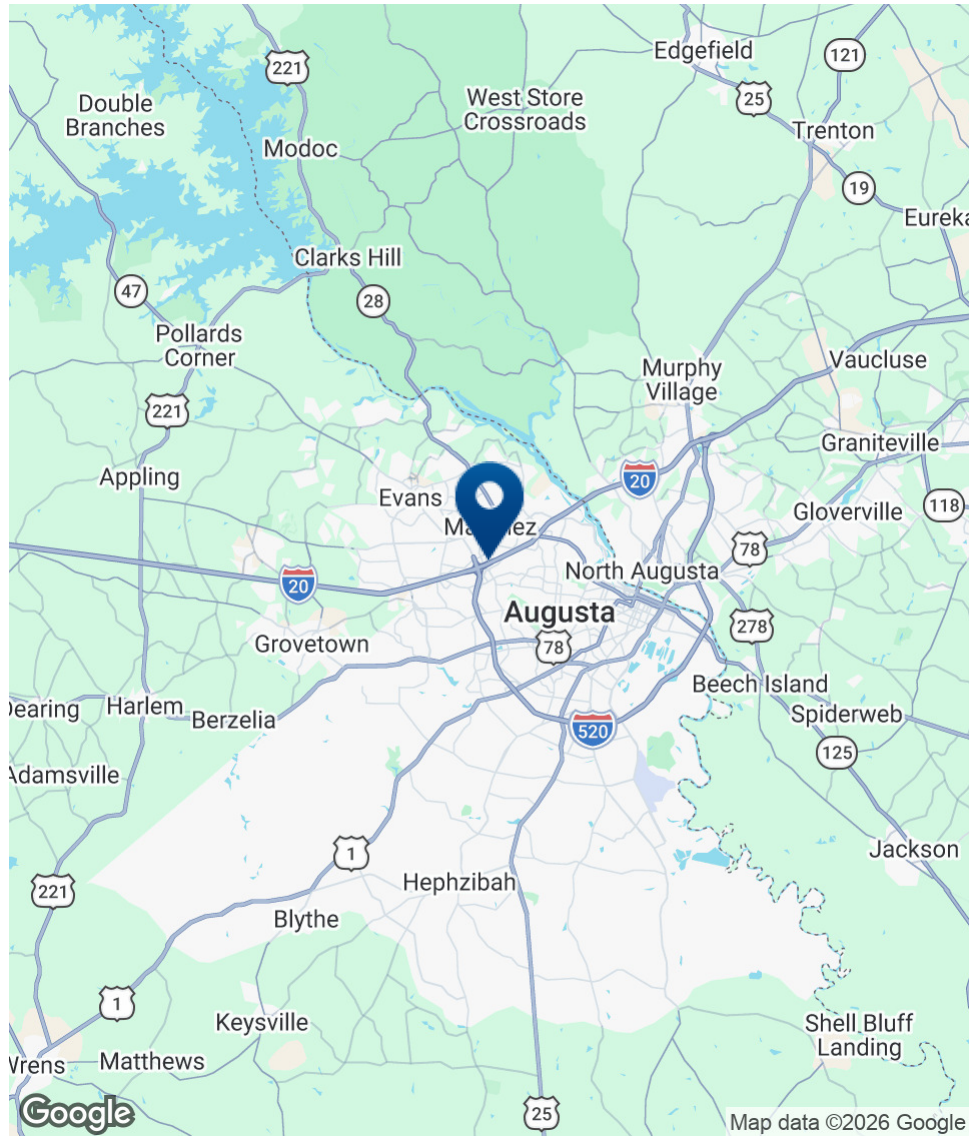 Edgefield
121
221
25
West Store
Crossroads
Double
Branches
Trenton
Modoc
19
Eureka
Clarks Hill
47
28
Pollards
Corner
Murphy
Village
Vaucluse
221
Graniteville
Appling
20
Evans
118
Gloverville
78
20
North Augusta
Augusta
278
Grovetown
78
Beech Island
Dearing
Harlem
Berzelia
Spiderweb
520
125
Adamsville
1
Jackson
Hephzibah
221
Blythe
1
Keysville
Shell Bluff
Landing
Wrens
Matthews
25
Google
Map data ©2026 Google